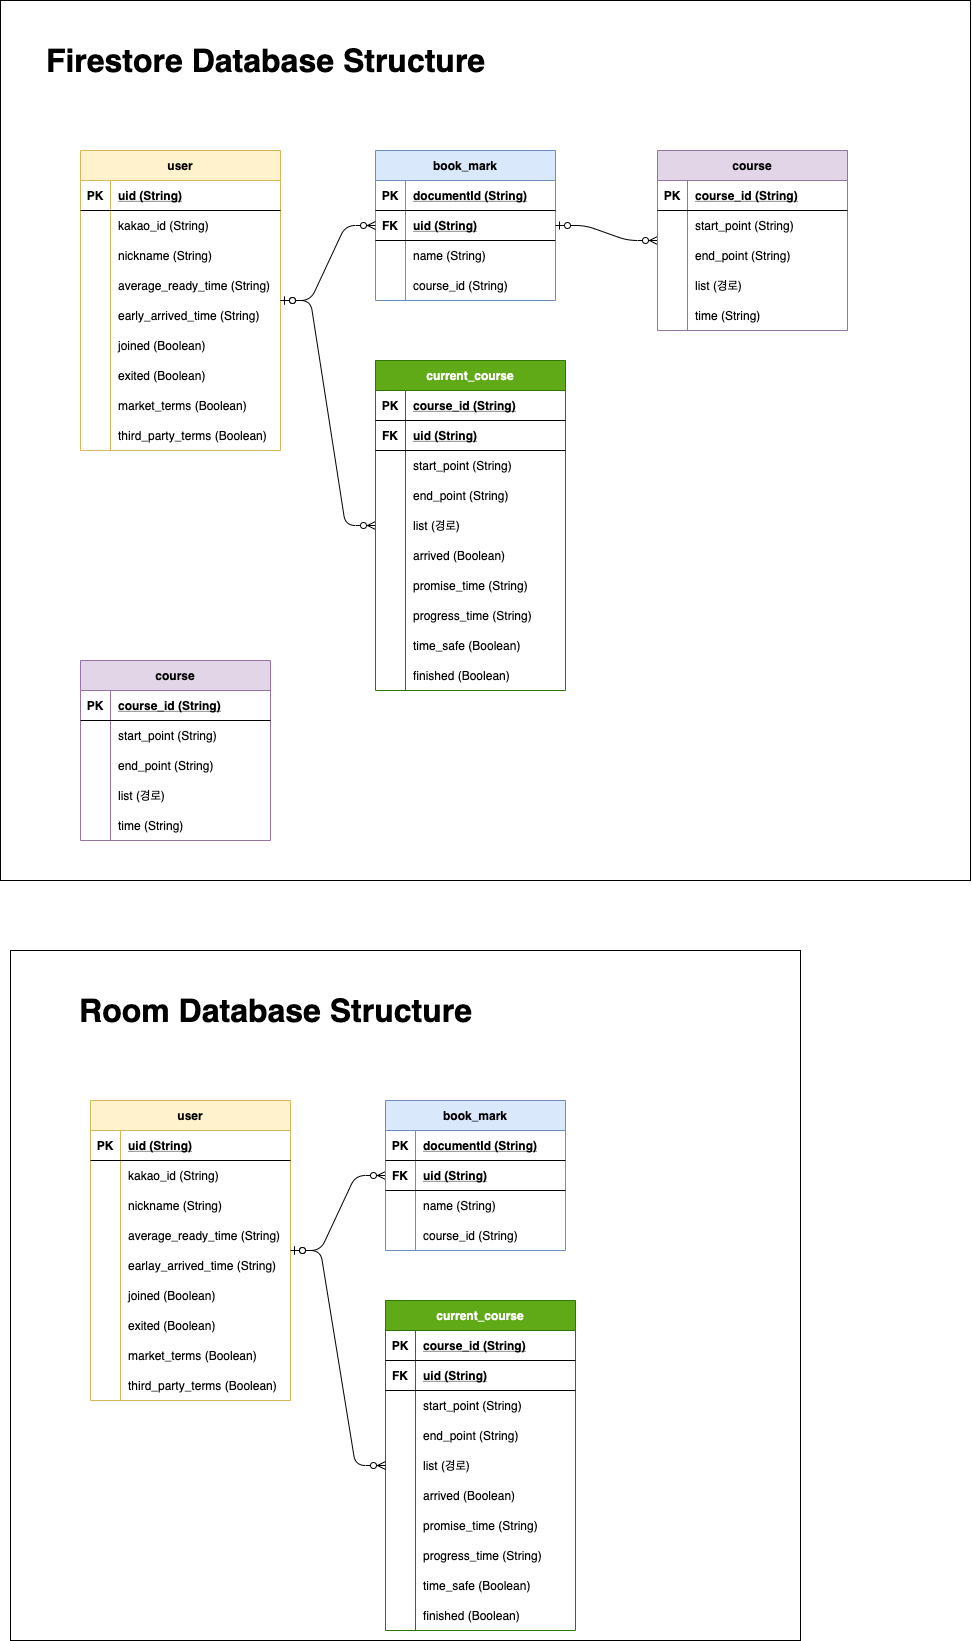 Firestore Database Structure
user
PK uid (String)
kakao_id (String)
nickname (String)
average_ready_time (String)
early_arrived_time (String)
joined (Boolean)
exited (Boolean)
market_terms (Boolean)
third_party_terms (Boolean)
book_mark
PK documentId (String)
FK uid (String)
name (String)
course_id (String)
course
PK course_id (String)
start_point (String)
end_point (String)
list (경로)
time (String)
current_course
PK course_id (String)
FK uid (String)
start_point (String)
end_point (String)
list (경로)
arrived (Boolean)
promise_time (String)
progress_time (String)
time_safe (Boolean)
finished (Boolean)
course
PK course_id (String)
start_point (String)
end_point (String)
list (경로)
time (String)
Room Database Structure
user
PK uid (String)
kakao_id (String)
nickname (String)
average_ready_time (String)
earlay_arrived_time (String)
joined (Boolean)
exited (Boolean)
market_terms (Boolean)
third_party_terms (Boolean)
book_mark
PK documentId (String)
FK uid (String)
name (String)
course_id (String)
current_course
PK course_id (String)
FK uid (String)
start_point (String)
end_point (String)
list (경로)
arrived (Boolean)
promise_time (String)
progress_time (String)
time_safe (Boolean)
finished (Boolean)